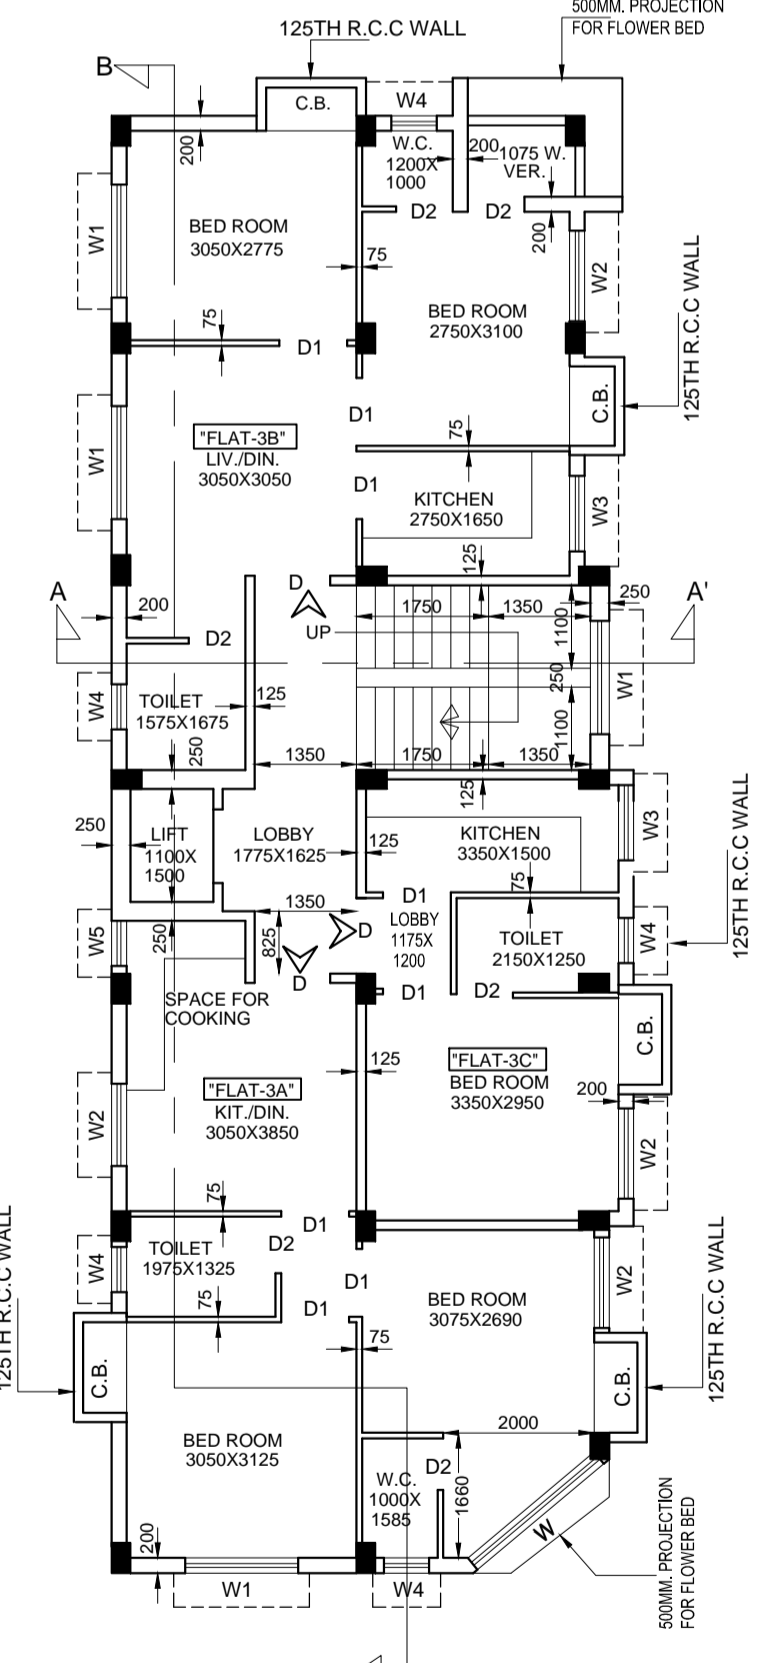 500MM. PROJECTION
FOR FLOWER BED
125TH R.C.C WALL
B
C.B.
W4
W.C.
1200X
1000
200
1075 W.
VER.
200
D2
D2
200
W1
BED ROOM
3050X2775
75
W2
BED ROOM
2750X3100
125TH R.C.C WALL
75
D1
C.B.
D1
"FLAT-3B"
LIV./DIN.
3050X3050
W1
75
D1
KITCHEN
2750X1650
W3
125
A
200
D
1750
1350
250
A'
1100
UP
D2
W1
250
W4
TOILET
1575X1675
125
250
1100
1350
1750
1350
125
250
LIFT
1100X
1500
LOBBY
1775X1625
125
KITCHEN
3350X1500
W3
75
125TH R.C.C WALL
1350
D1
LOBBY
1175X
1200
W5
250
825
D
TOILET
2150X1250
W4
D
D1
D2
SPACE FOR
COOKING
C.B.
125
"FLAT-3C"
BED ROOM
3350X2950
"FLAT-3A"
KIT./DIN.
3050X3850
200
W2
W2
75
D1
TOILET
1975X1325
D2
W4
D1
W2
125TH R.C.C WALL
75
D1
BED ROOM
3075X2690
125TH R.C.C WALL
75
C.B.
C.B.
2000
BED ROOM
3050X3125
D2
W.C.
1000X
1585
1660
200
W
500MM. PROJECTION
FOR FLOWER BED
W1
W4